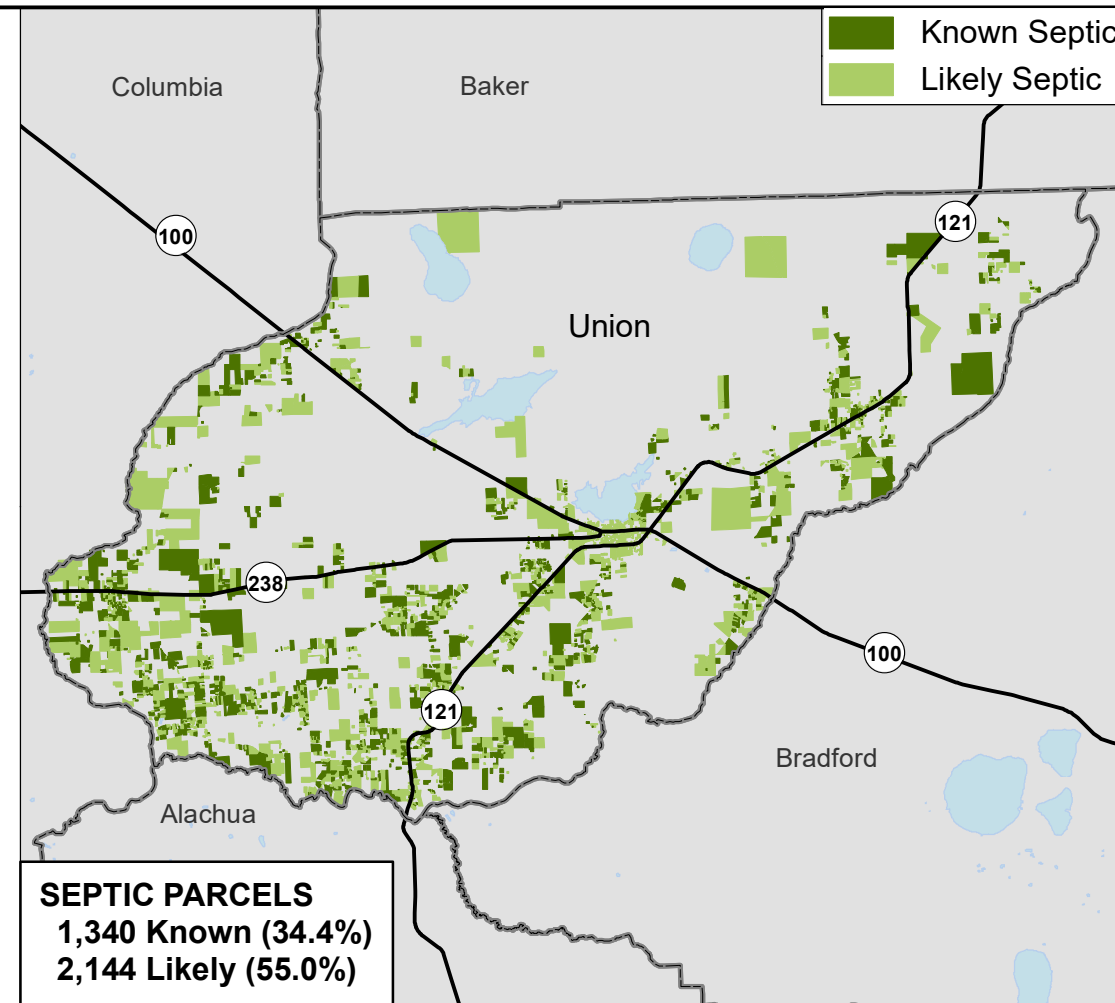 Known Septic
Likely Septic
Columbia
Baker
121
100
Union
238
100
121
Bradford
Alachua
SEPTIC PARCELS
1,340 Known (34.4%)
2,144 Likely (55.0%)